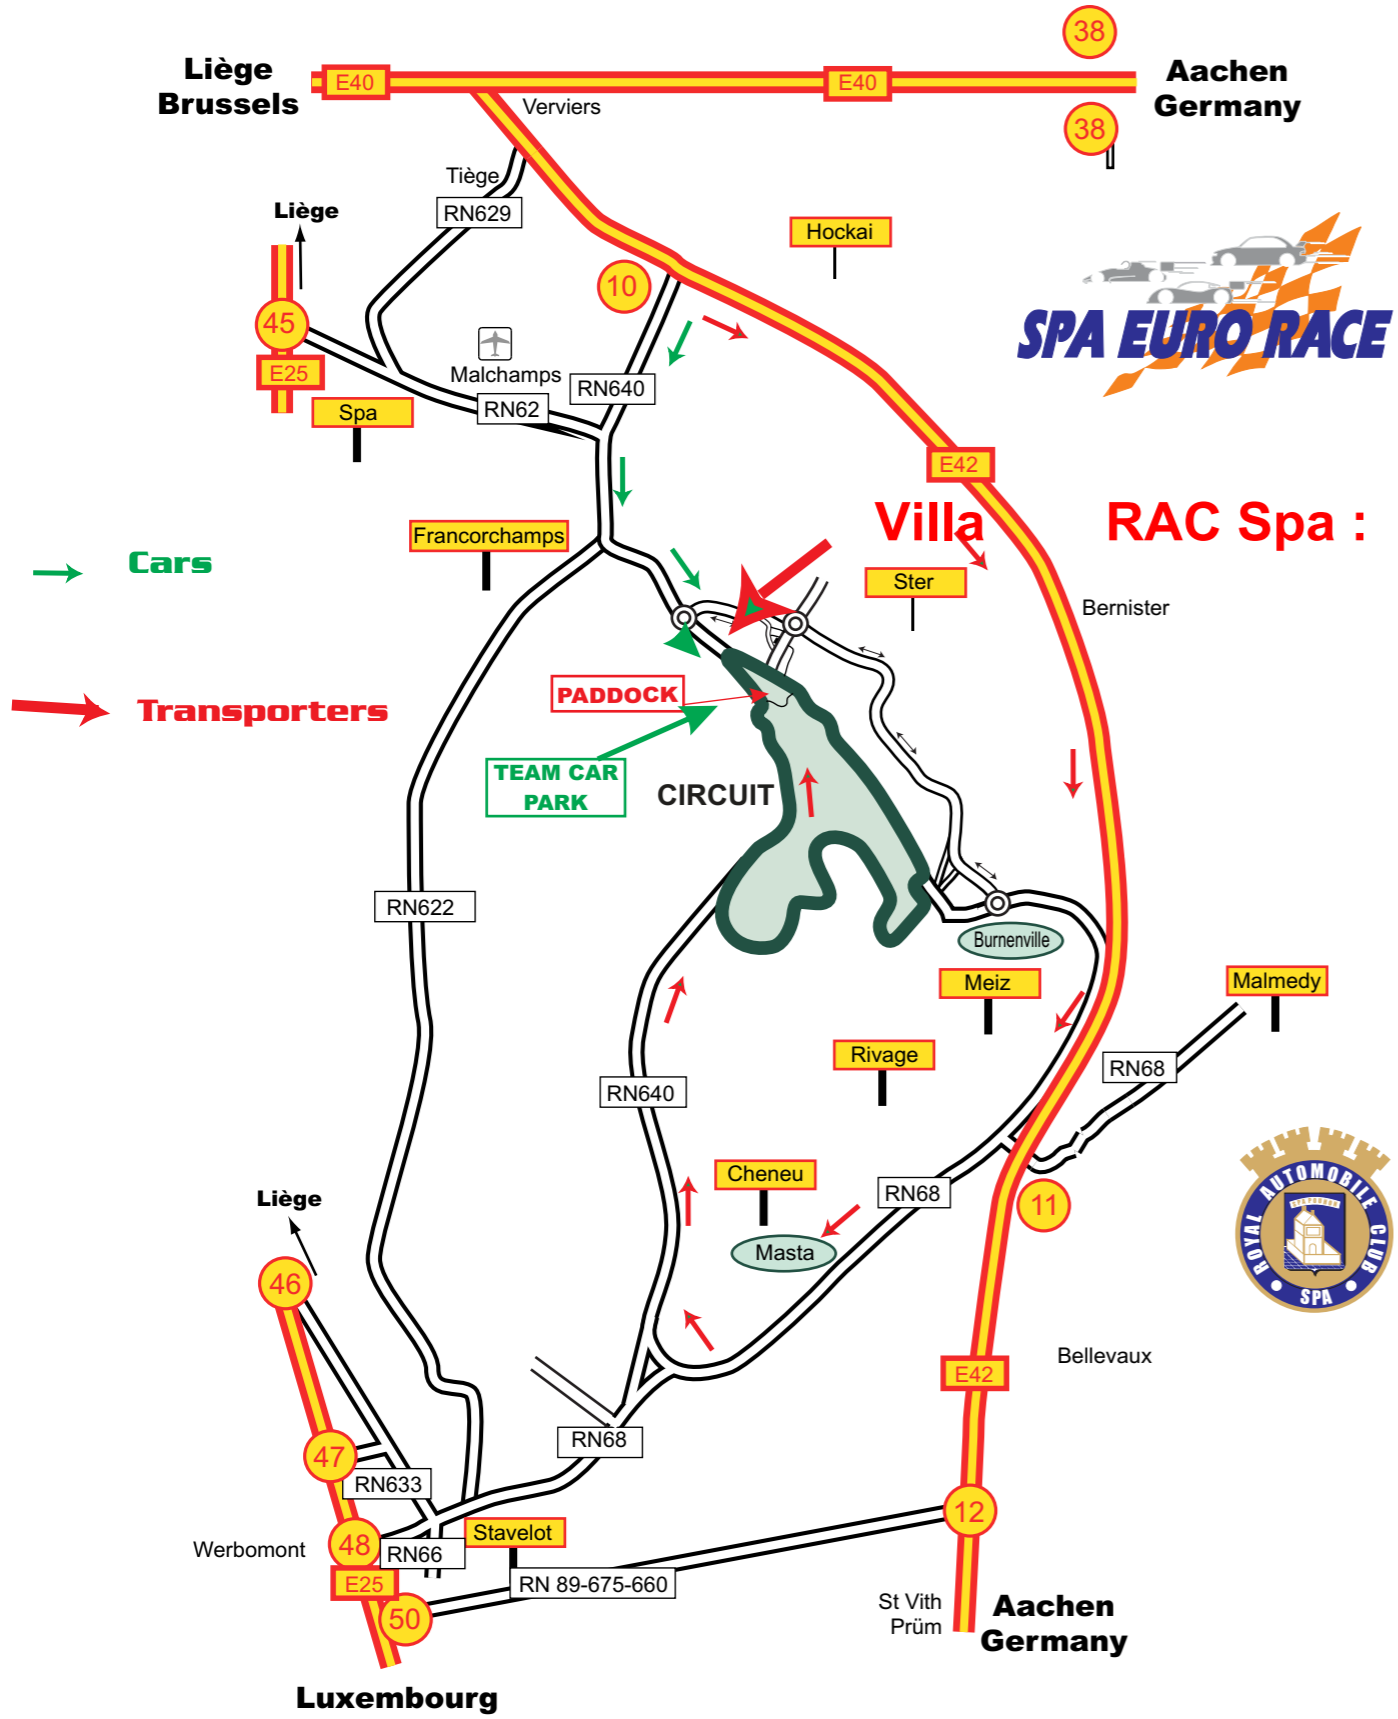 38
Liège
Brussels
E40
E40
Aachen
Germany
Verviers
38
Tiège
RN629
Liège
Hockai
10
45
SPA EURO RACE
E25
Malchamps
RN640
Spa
RN62
E42
Villa RAC Spa :
Francorchamps
Cars
Ster
Bernister
PADDOCK
Transporters
TEAM CAR
PARK
CIRCUIT
RN622
Burnenville
Meiz
Malmedy
Rivage
RN68
RN640
Cheneu
RN68
11
Liège
Masta
ROYAL AUTOMOBILE CLUB
SPA
46
Bellevaux
E42
RN68
47
RN633
12
Stavelot
48
Werbomont
RN66
E25
RN 89-675-660
50
St Vith
Prüm
Aachen
Germany
Luxembourg